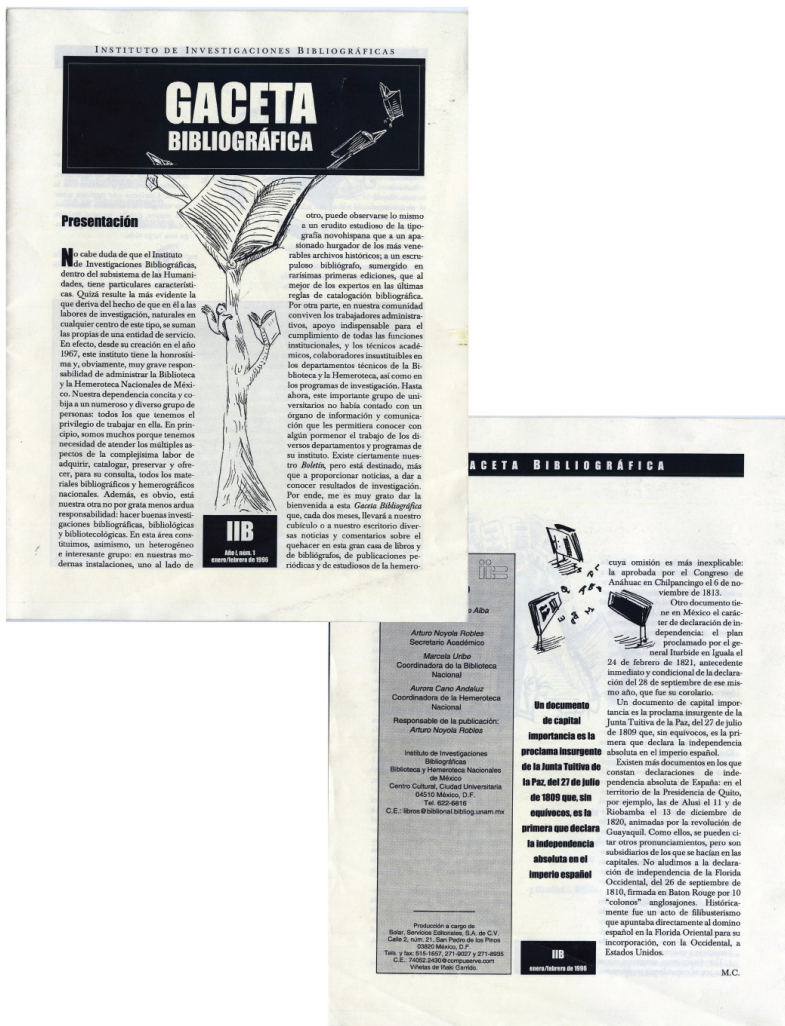 INSTITUTO DE INVESTIGACIONES BIBLIOGRÁFICAS
GACETA
BIBLIOGRÁFICA
Presentación
No cabe duda de que el Instituto
de Investigaciones Bibliográficas,
dentro del subsistema de las Humani-
dades, tiene particulares característi-
cas. Quizá resulte la más evidente la
que deriva del hecho de que en él a las
labores de investigación, naturales en
cualquier centro de este tipo, se suman
las propias de una entidad de servicio.
En efecto, desde su creación en el año
1967, este instituto tiene la honrosísi-
ma y, obviamente, muy grave respon-
sabilidad de administrar la Biblioteca
y la Hemeroteca Nacionales de Méxi-
co. Nuestra dependencia concita y co-
bija a un numeroso y diverso grupo de
personas: todos los que tenemos el
privilegio de trabajar en ella. En prin-
cipio, somos muchos porque tenemos
necesidad de atender los múltiples as-
pectos de la complejísima labor de
adquirir, catalogar, preservar y ofre-
cer, para su consulta, todos los mate-
riales bibliográficos y hemerográficos
nacionales. Además, es obvio, está
nuestra otra no por grata menos ardua
responsabilidad: hacer buenas investi-
gaciones bibliográficas, bibliológicas
y bibliotecológicas. En esta área cons-
tituimos, asimismo, un heterogéneo
e interesante grupo: en nuestras mo-
dernas instalaciones, uno al lado de
otro, puede observarse lo mismo
a un erudito estudioso de la tipo-
grafía novohispana que a un apa-
sionado hurgador de los más vene-
rables archivos históricos; a un escru-
puloso bibliógrafo, sumergido en
rarísimas primeras ediciones, que al
mejor de los expertos en las últimas
reglas de catalogación bibliográfica.
Por otra parte, en nuestra comunidad
conviven los trabajadores administra-
tivos, apoyo indispensable para el
cumplimiento de todas las funciones
institucionales, y los técnicos acadé-
micos, colaboradores insustituibles en
los departamentos técnicos de la Bi-
blioteca y la Hemeroteca, así como en
los programas de investigación. Hasta
ahora, este importante grupo de uni-
versitarios no había contado con un
órgano de información y comunica-
ción que les permitiera conocer con
algún pormenor el trabajo de los di-
versos departamentos y programas de
su instituto. Existe ciertamente nues-
tro Boletín, pero está destinado, más
que a proporcionar noticias, a dar a
conocer resultados de investigación.
Por ende, me es muy grato dar la
bienvenida a esta Gaceta Bibliográfica
que, cada dos meses, llevará a nuestro
cubículo o a nuestro escritorio diver-
sas noticias y comentarios sobre el
quehacer en esta gran casa de libros y
de bibliógrafos, de publicaciones pe-
riódicas y de estudiosos de la hemero-
IIB
Año I, núm. 1
enero/febrero de 1996
ACETA BIBLIOGRÁFICA
Alba
Arturo Noyola Robles
Secretario Académico
Marcela Uribe
Coordinadora de la Biblioteca
Nacional
Aurora Cano Andaluz
Coordinadora de la Hemeroteca
Nacional
Responsable de la publicación:
Arturo Noyola Robles
Instituto de Investigaciones
Bibliográficas
Biblioteca y Hemeroteca Nacionales
de México
Centro Cultural, Ciudad Universitaria
04510 México, D.F.
Tel. 622-6816
C.E.: libros@biblional.bibliog.unam.mx
Producción a cargo de
Solar, Servicios Editoriales, S.A. de C.V.
Calle 2, núm. 21, San Pedro de los Pinos
03820 México, D.F.
Tels. y fax: 515-1657, 271-9027 y 271-8935
C.E.: 74052.2430@compuserve.com
Viñetas de Iñaki Garrido.
Un documento
de capital
importancia es la
proclama insurgente
de la Junta Tuitiva de
la Paz, del 27 de julio
de 1809 que, sin
equívocos, es la
primera que declara
la independencia
absoluta en el
imperio español
IIB
enero/febrero de 1996
cuya omisión es más inexplicable:
la aprobada por el Congreso de
Anáhuac en Chilpancingo el 6 de no-
viembre de 1813.
Otro documento tie-
ne en México el carác-
ter de declaración de in-
dependencia: el plan
proclamado por el ge-
neral Iturbide en Iguala el
24 de febrero de 1821, antecedente
inmediato y condicional de la declara-
ción del 28 de septiembre de ese mis-
mo año, que fue su corolario.
Un documento de capital impor-
tancia es la proclama insurgente de la
Junta Tuitiva de la Paz, del 27 de julio
de 1809 que, sin equívocos, es la pri-
mera que declara la independencia
absoluta en el imperio español.
Existen más documentos en los que
constan declaraciones de inde-
pendencia absoluta de España: en el
territorio de la Presidencia de Quito,
por ejemplo, las de Alusi el 11 y de
Riobamba el 13 de diciembre de
1820, animadas por la revolución de
Guayaquil. Como ellos, se pueden ci-
tar otros pronunciamientos, pero son
subsidiarios de los que se hacían en las
capitales. No aludimos a la declara-
ción de independencia de la Florida
Occidental, del 26 de septiembre de
1810, firmada en Baton Rouge por 10
"colonos" anglosajones. Histórica-
mente fue un acto de filibusterismo
que apuntaba directamente al domino
español en la Florida Oriental para su
incorporación, con la Occidental, a
Estados Unidos.
M.C.